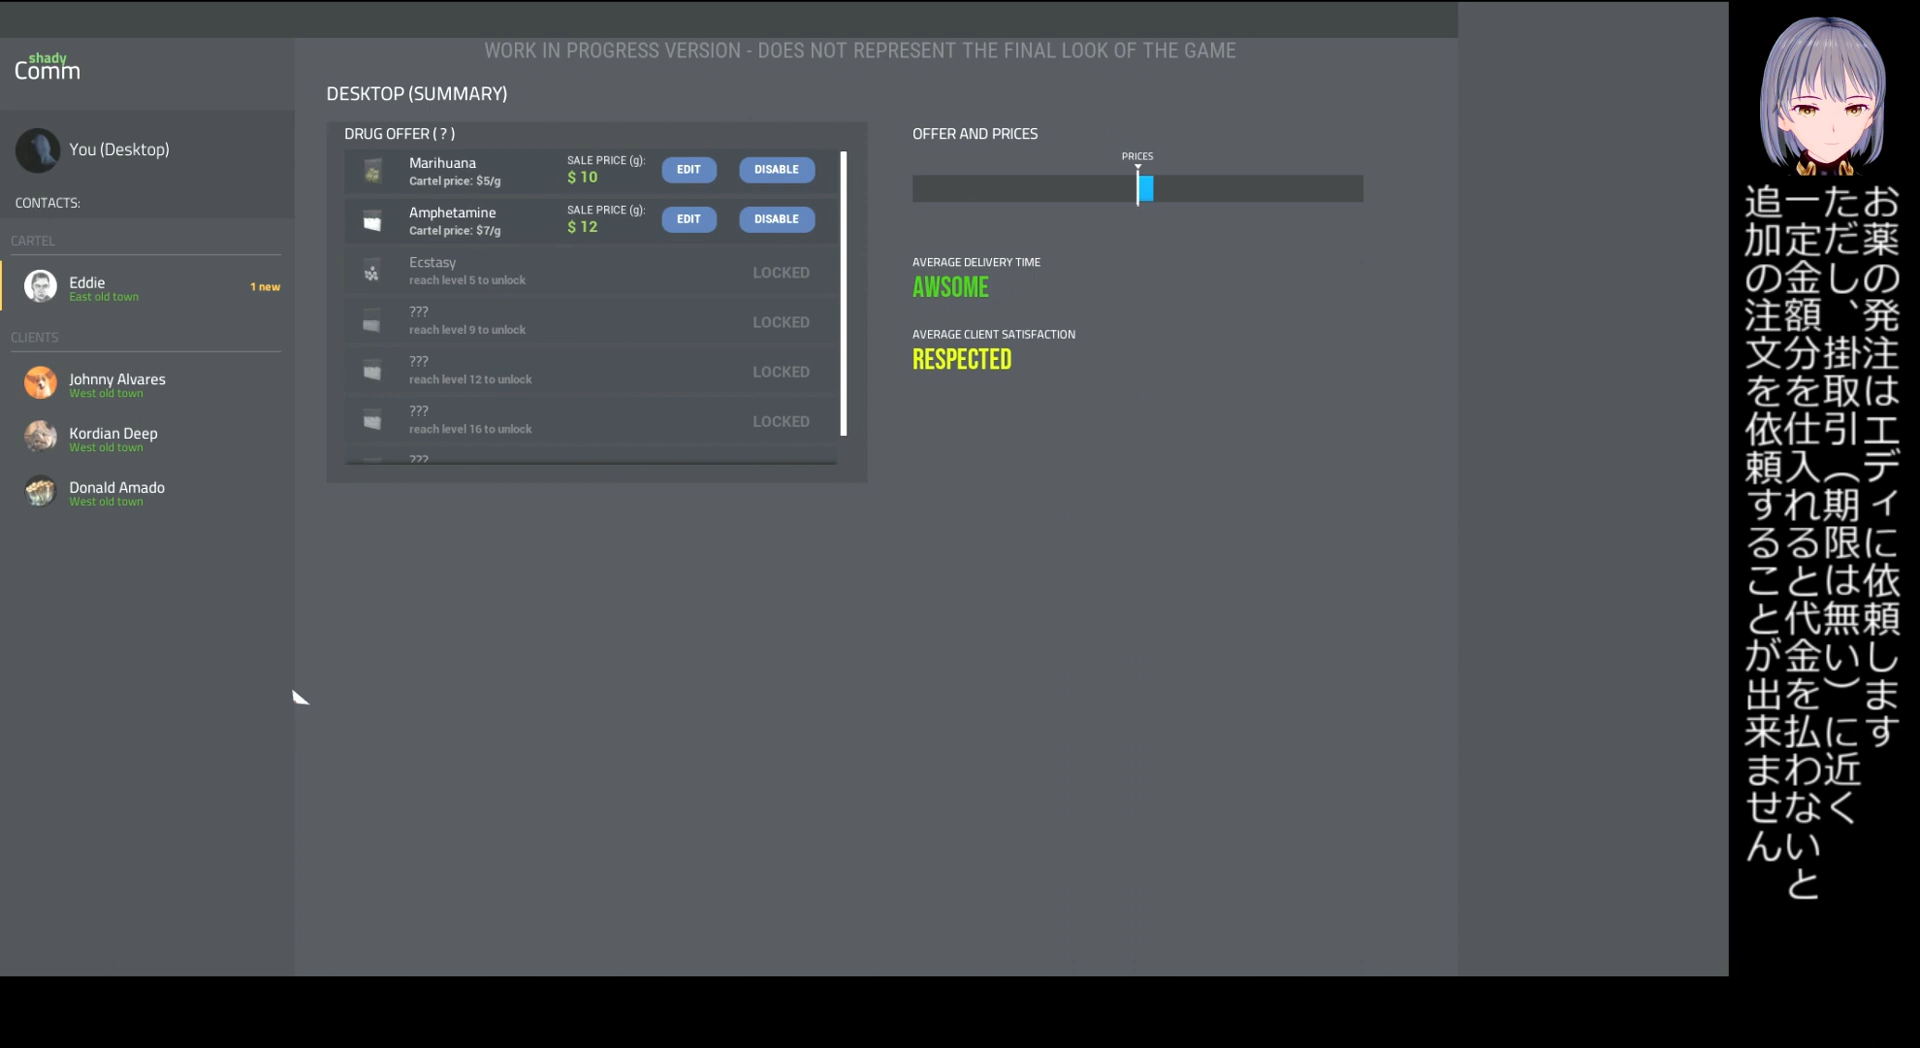 shady
Comm
WORK IN PROGRESS VERSION - DOES NOT REPRESENT THE FINAL LOOK OF THE GAME
DESKTOP (SUMMARY)
You (Desktop)
CONTACTS:
CARTEL
Eddie
East old town
1 new
CLIENTS
Johnny Alvares
West old town
Kordian Deep
West old town
Donald Amado
West old town
DRUG OFFER ( ? )
Marihuana
Cartel price: $5/g
SALE PRICE (g):
$ 10
EDIT
DISABLE
Amphetamine
Cartel price: $7/g
SALE PRICE (g):
$ 12
EDIT
DISABLE
Ecstasy
reach level 5 to unlock
LOCKED
???
reach level 9 to unlock
LOCKED
???
reach level 12 to unlock
LOCKED
???
reach level 16 to unlock
LOCKED
???
OFFER AND PRICES
PRICES
AVERAGE DELIVERY TIME
AWSOME
AVERAGE CLIENT SATISFACTION
RESPECTED
お薬の発注はエディに依頼します
ただし、掛取引（期限は無い）に近く
一定金額分を仕入れると代金を払わないと
追加の注文を依頼することが出来ません